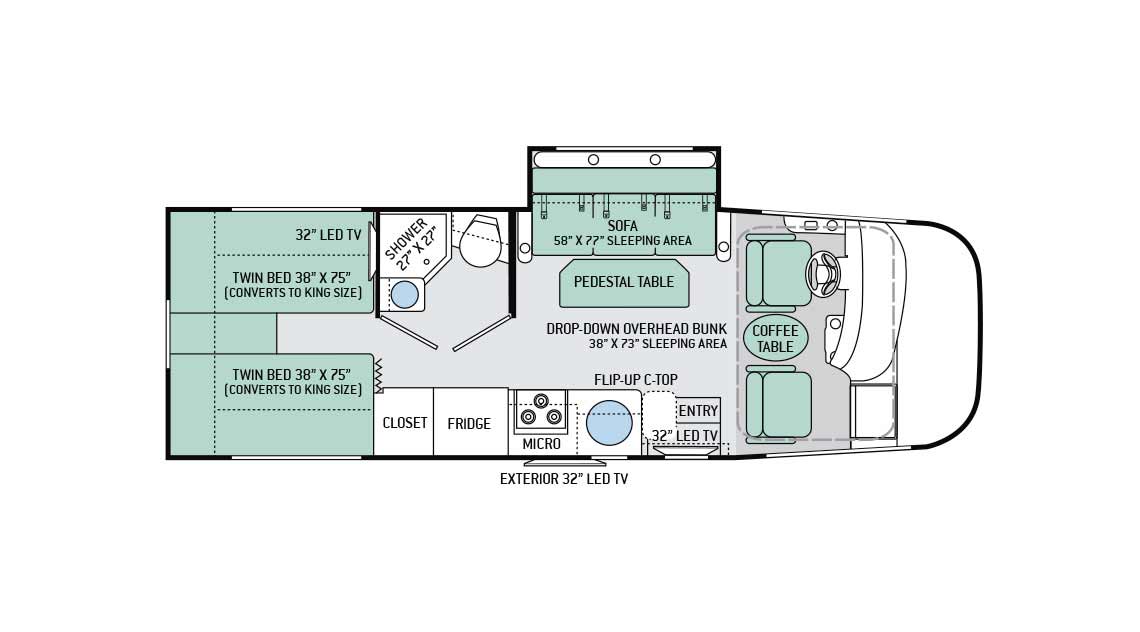 32” LED TV
TWIN BED 38” X 75”
(CONVERTS TO KING SIZE)
TWIN BED 38” X 75”
(CONVERTS TO KING SIZE)
SHOWER
27” X 27”
SOFA
58” X 77” SLEEPING AREA
PEDESTAL TABLE
DROP-DOWN OVERHEAD BUNK
38” X 73” SLEEPING AREA
COFFEE
TABLE
FLIP-UP C-TOP
CLOSET
FRIDGE
MICRO
ENTRY
32” LED TV
EXTERIOR 32” LED TV